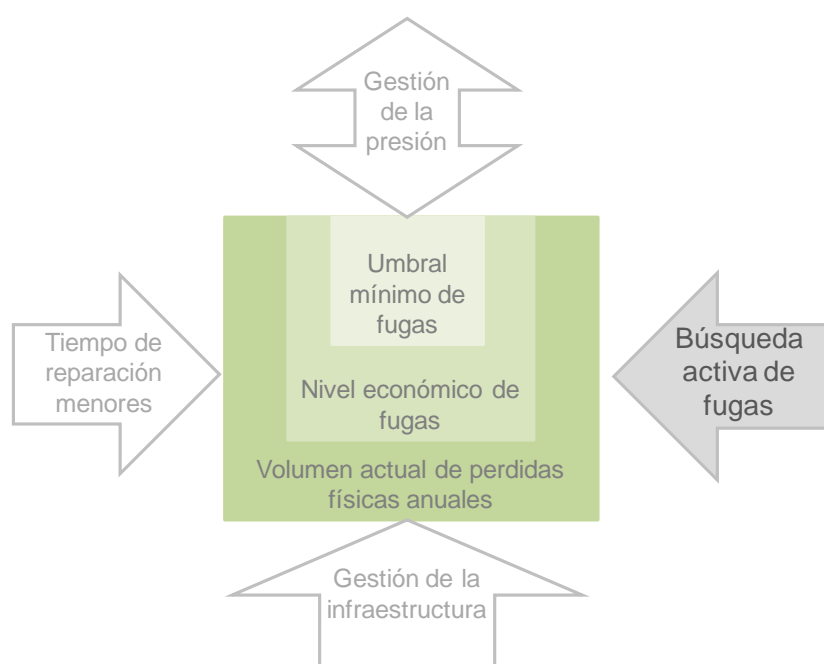 Gestión
de la
presión
Umbral
mínimo de
fugas
Tiempo de
reparación
menores
Búsqueda
activa de
fugas
Nivel económico de
fugas
Volumen actual de perdidas
físicas anuales
Gestión de la
infraestructura